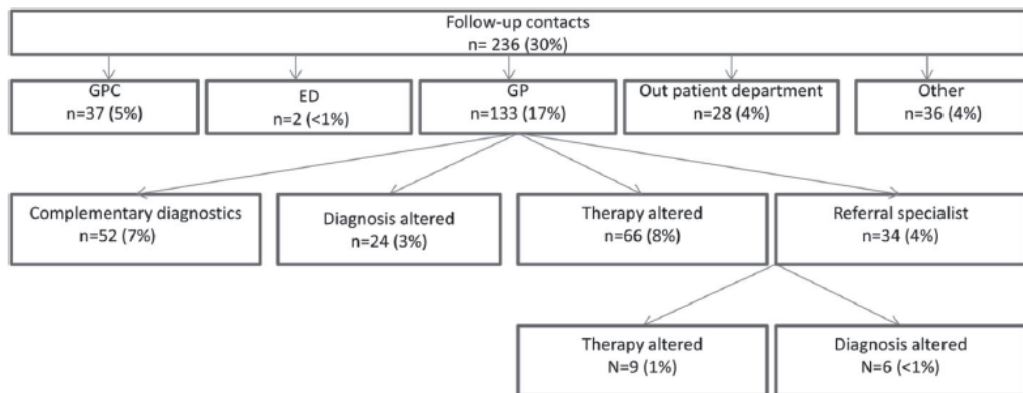 Follow-up contacts
n= 236 (30%)
GPC
n=37 (5%)
ED
n=2 (<1%)
GP
n=133 (17%)
Out patient department
n=28 (4%)
Other
n=36 (4%)
Complementary diagnostics
n=52 (7%)
Diagnosis altered
n=24 (3%)
Therapy altered
n=66 (8%)
Referral specialist
n=34 (4%)
Therapy altered
N=9 (1%)
Diagnosis altered
N=6 (<1%)